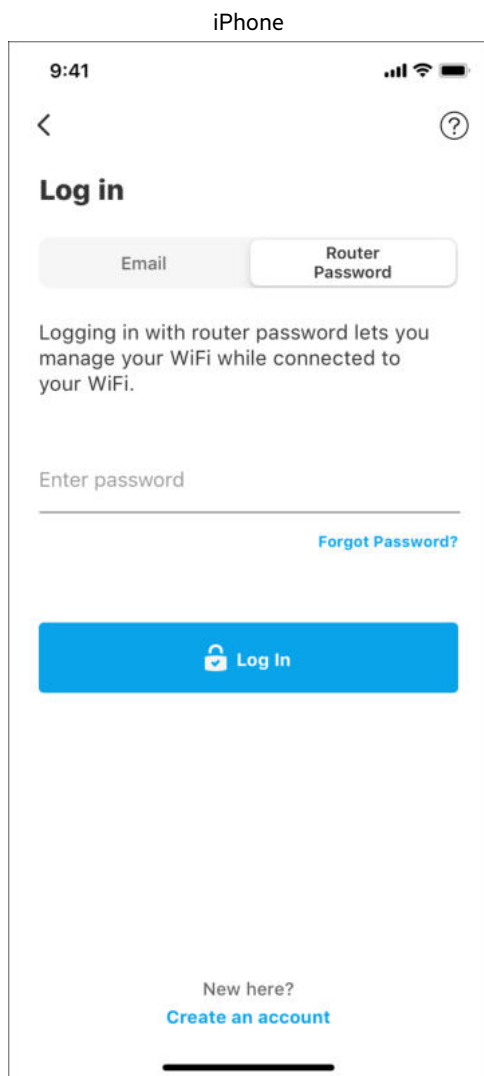 iPhone
9:41
Log in
Email
Router
Password
Logging in with router password lets you
manage your WiFi while connected to
your WiFi.
Enter password
Forgot Password?
Log In
New here?
Create an account